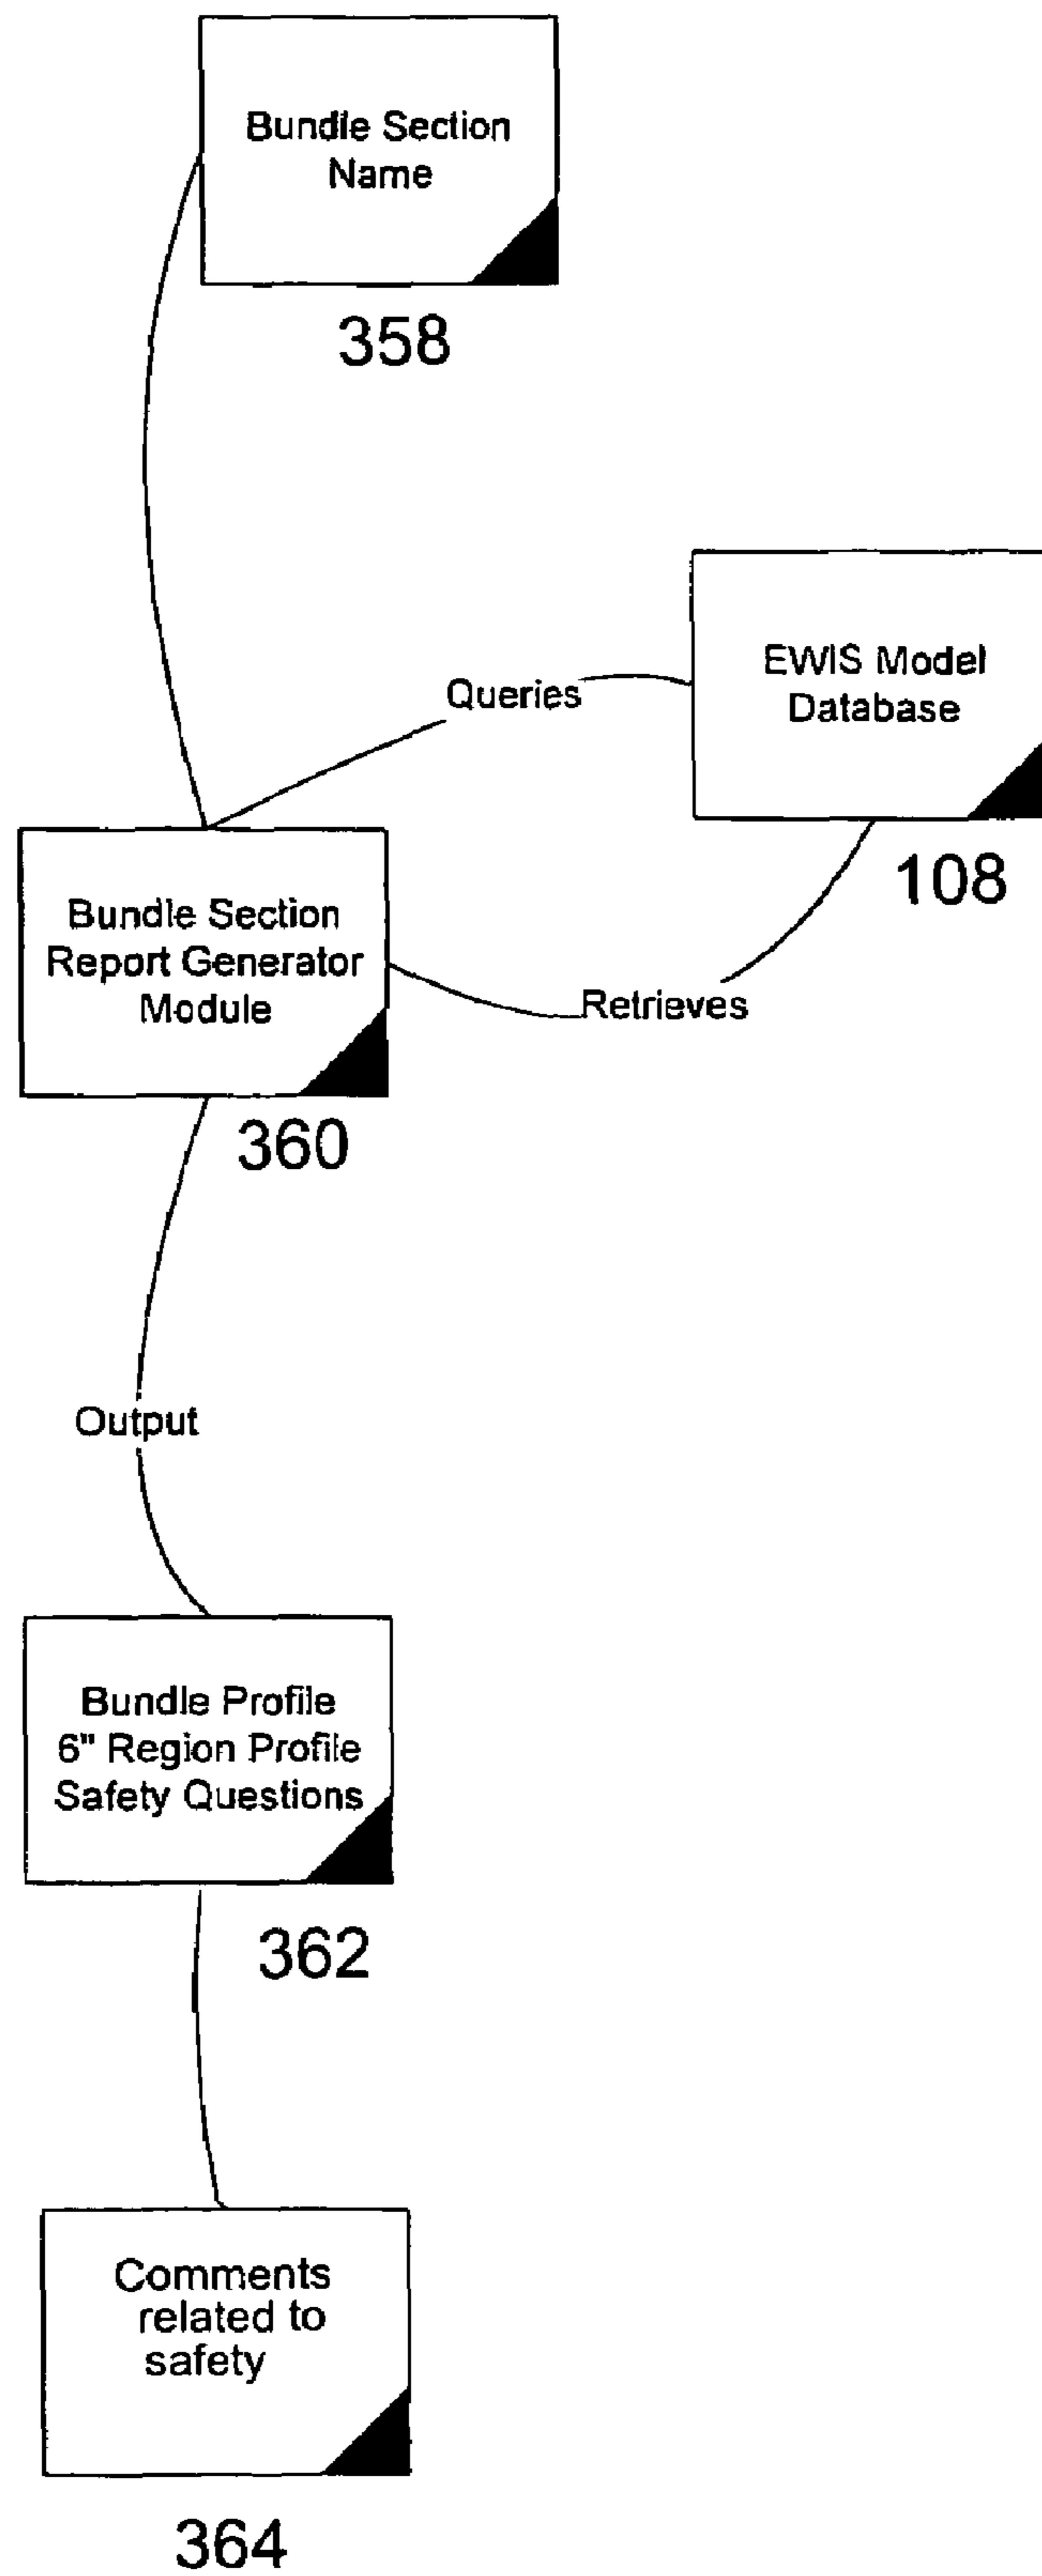 Bundle Section
Name
358
EWIS Model
Database
108
Queries
Bundle Section
Report Generator
Module
360
Retrieves
Output
Bundle Profile
6" Region Profile
Safety Questions
362
Comments
related to
safety
364